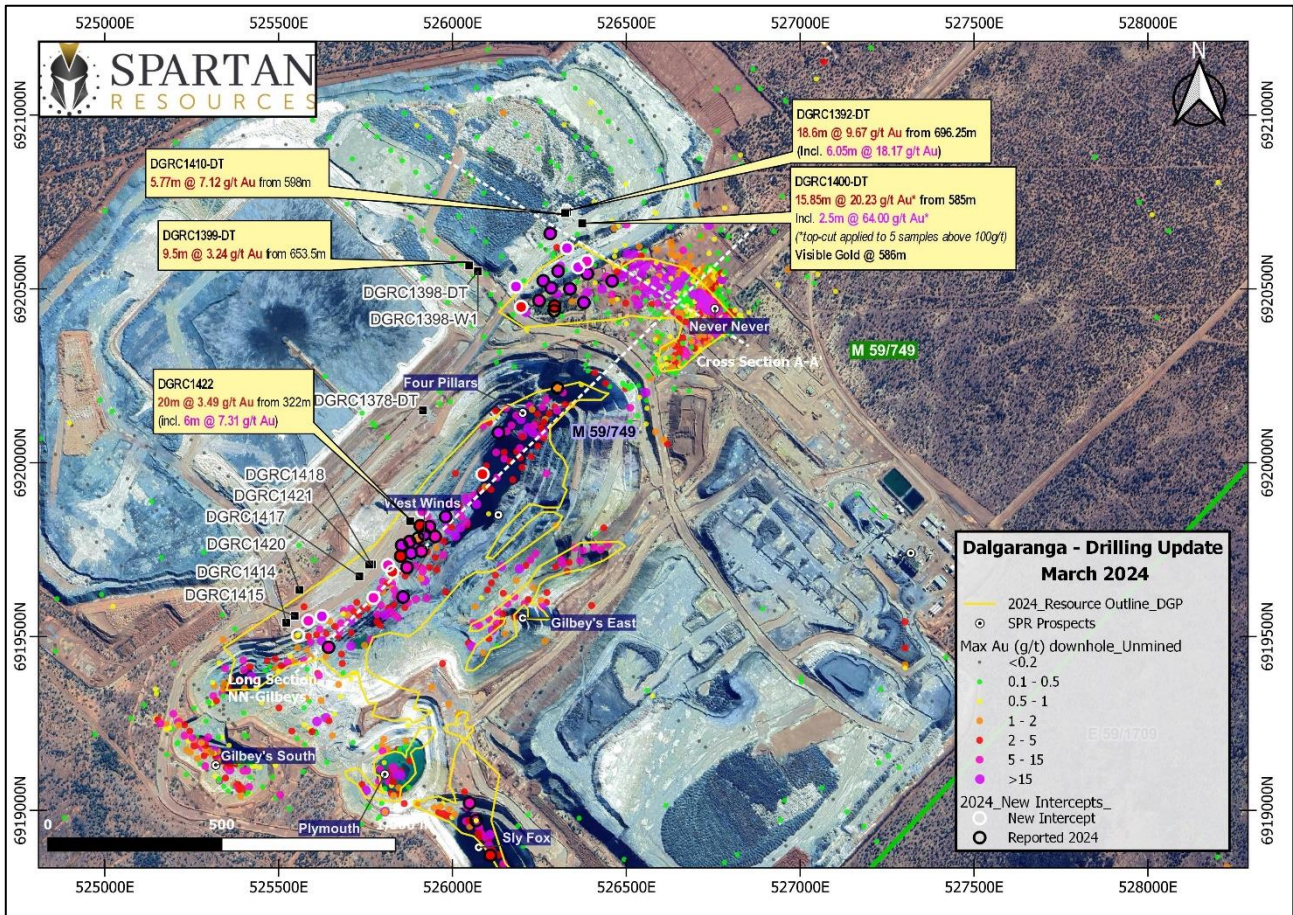 525000E 525500E 526000E 526500E 527000E 527500E 528000E
SPARTAN
RESOURCES
N
6921000N
6921000N
DGRC1392-DT
18.6m @ 9.67 g/t Au from 696.25m
(Incl. 6.05m @ 18.17 g/t Au)
DGRC1410-DT
5.77m @ 7.12 g/t Au from 598m
DGRC1400-DT
15.85m @ 20.23 g/t Au* from 585m
Incl. 2.5m @ 64.00 g/t Au*
(*top-cut applied to 5 samples above 100g/t)
Visible Gold @ 586m
DGRC1399-DT
9.5m @ 3.24 g/t Au from 653.5m
6920500N
6920500N
DGRC1398-DT
DGRC1398-W1
Never Never
Cross Section A-A
M 59/749
DGRC1422
20m @ 3.49 g/t Au from 322m
(incl. 6m @ 7.31 g/t Au)
Four Pillars
DGRC1378-DT
M 59/749
6920000N
6920000N
DGRC1418
DGRC1421
DGRC1417
DGRC1420
DGRC1414
DGRC1415
West Winds
6919500N
6919500N
Gilbey's East
Long Section
NN-Gilbeys
Gilbey's South
E 59/1709
6919000N
6919000N
Plymouth
Sly Fox
0 500
Dalgaranga - Drilling Update
March 2024
2024_Resource Outline_DGP
SPR Prospects
Max Au (g/t) downhole_Unmined
<0.2
0.1 - 0.5
0.5 - 1
1 - 2
2 - 5
5 - 15
>15
2024_New Intercepts_
New Intercept
Reported 2024
525000E 525500E 526000E 526500E 527000E 527500E 528000E